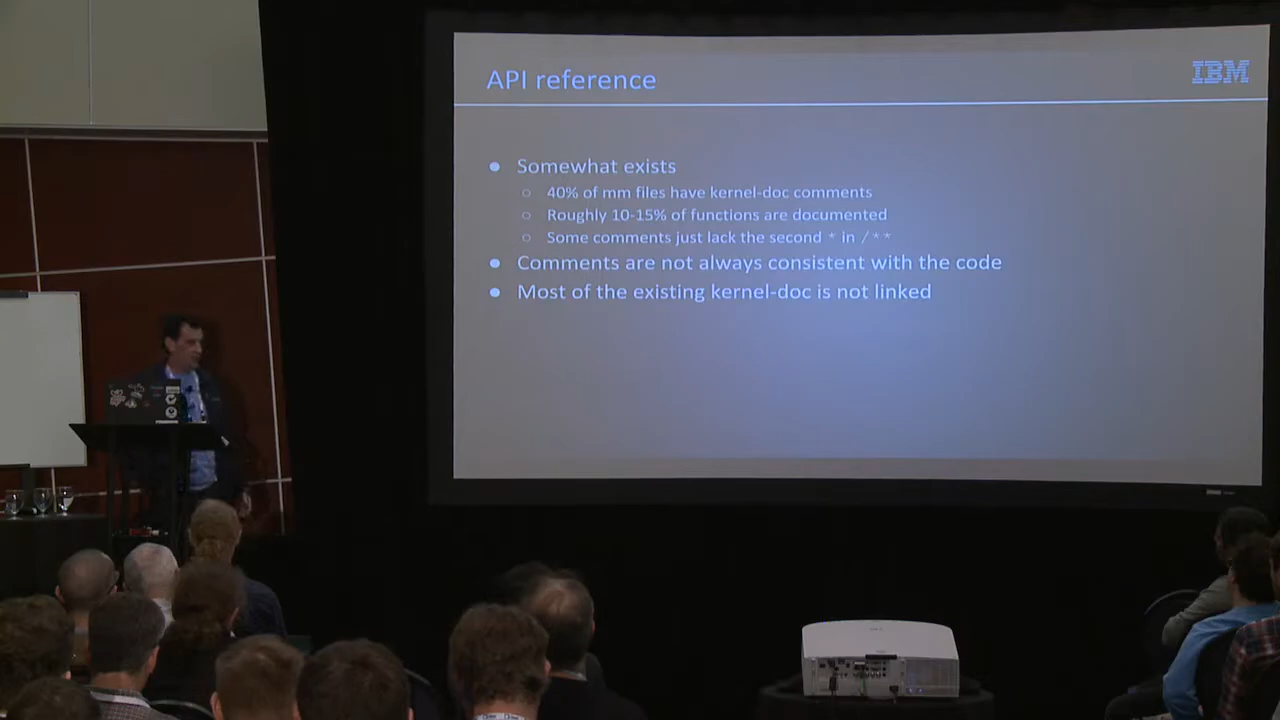 API reference
IBM
Somewhat exists
40% of mm files have kernel-doc comments
Roughly 10-15% of functions are documented
Some comments just lack the second * in /**
Comments are not always consistent with the code
Most of the existing kernel-doc is not linked